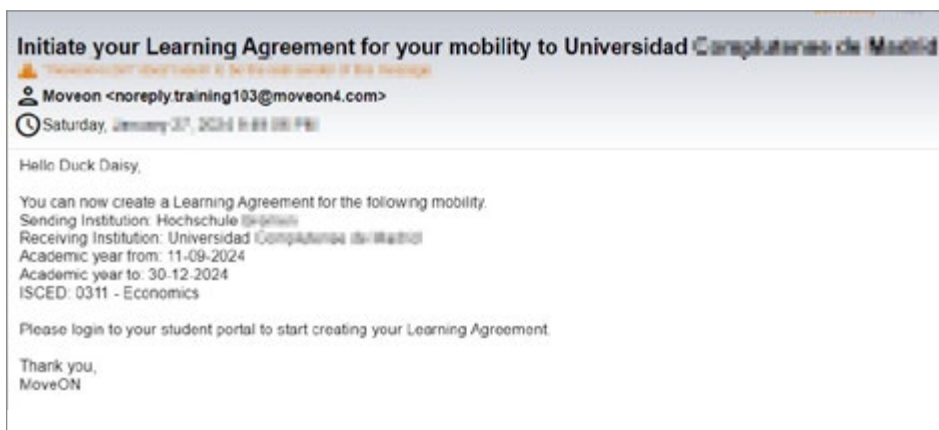 Initiate your Learning Agreement for your mobility to Universidad
Moveon <noreply.training103@moveon4.com>
Saturday,
Hello Duck Daisy,
You can now create a Learning Agreement for the following mobility.
Sending Institution: Hochschule
Receiving Institution: Universidad
Academic year from: 11-09-2024
Academic year to: 30-12-2024
ISCED: 0311 - Economics
Please login to your student portal to start creating your Learning Agreement.
Thank you,
MoveON